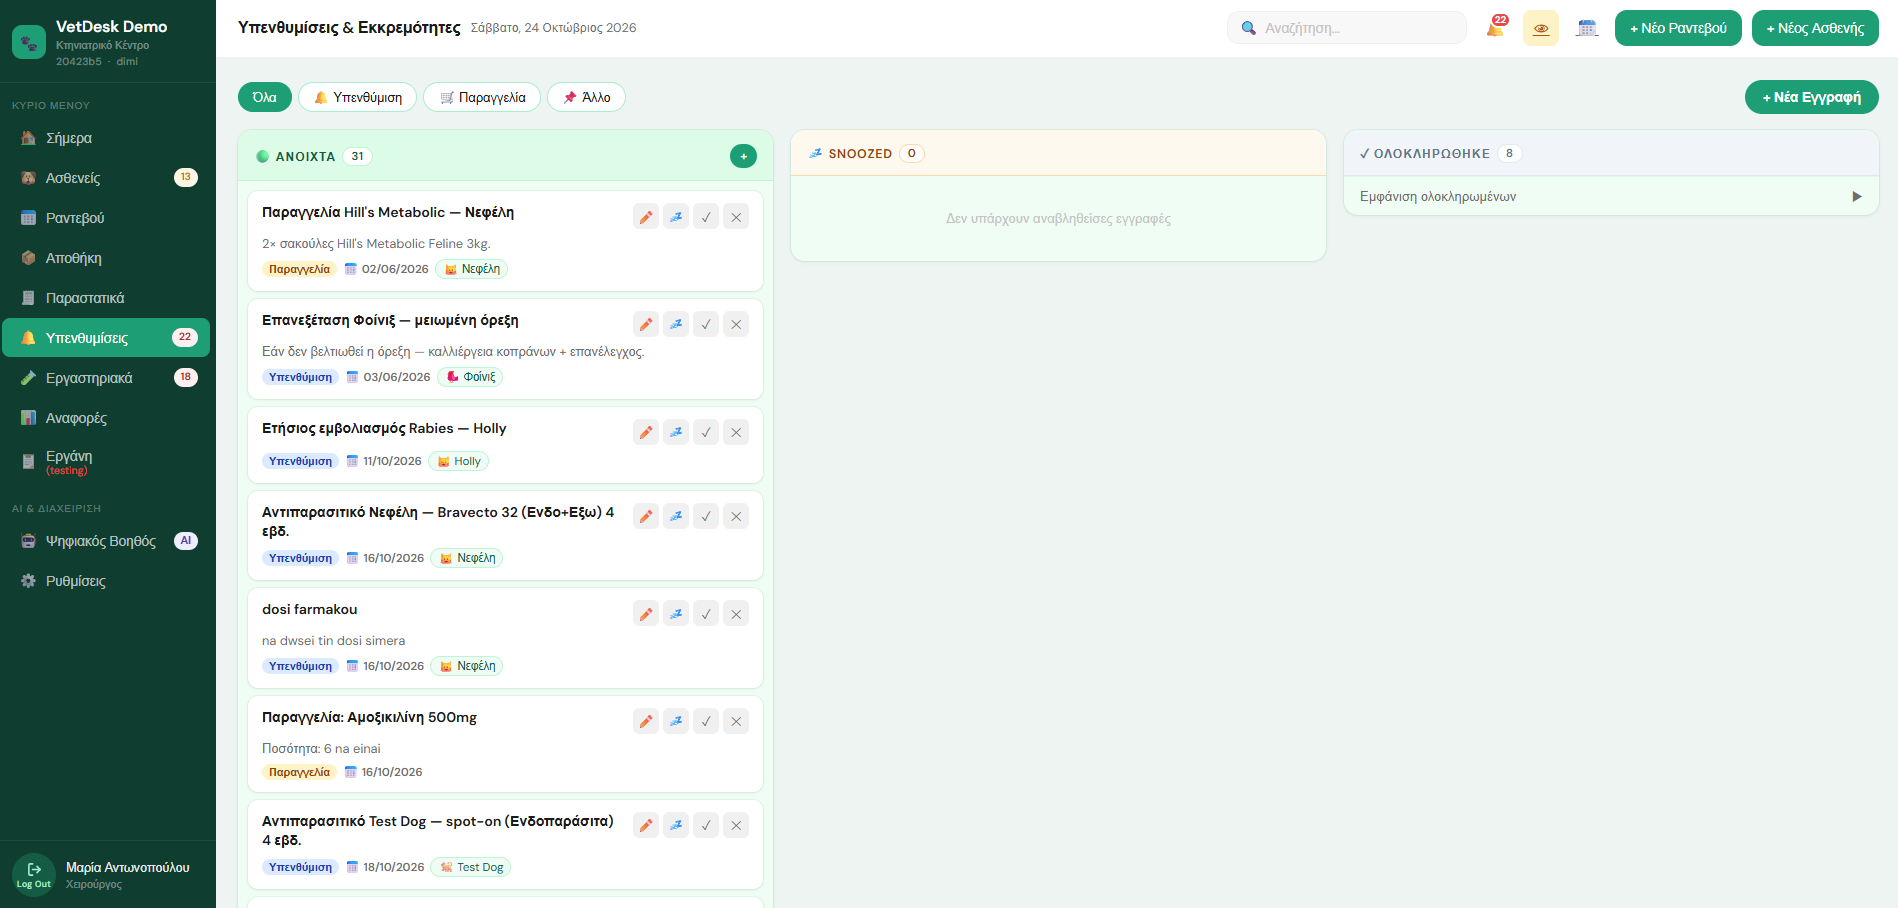 VetDesk Demo
Κτηνιατρικό Κέντρο
20423b5 · dimi
ΚΥΡΙΟ ΜΕΝΟΥ
Σήμερα
Ασθενείς 13
Ραντεβού
Αποθήκη
Παραστατικά
Υπενθυμίσεις 22
Εργαστηριακά 18
Αναφορές
Εργάνη
(testing)
AI & ΔΙΑΧΕΙΡΙΣΗ
Ψηφιακός Βοηθός AI
Ρυθμίσεις
Log Out
Μαρία Αντωνοπούλου
Χειρούργος
Υπενθυμίσεις & Εκκρεμότητες Σάββατο, 24 Οκτώβριος 2026
Αναζήτηση...
22
+ Νέο Ραντεβού
+ Νέος Ασθενής
Όλα
Υπενθύμιση
Παραγγελία
Άλλο
+ Νέα Εγγραφή
ΑΝΟΙΧΤΑ 31
+
Παραγγελία Hill's Metabolic — Νεφέλη
2× σακούλες Hill's Metabolic Feline 3kg.
Παραγγελία 02/06/2026 Νεφέλη
Επανεξέταση Φοίνιξ — μειωμένη όρεξη
Εάν δεν βελτιωθεί η όρεξη — καλλιέργεια κοπράνων + επανέλεγχος.
Υπενθύμιση 03/06/2026 Φοίνιξ
Ετήσιος εμβολιασμός Rabies — Holly
Υπενθύμιση 11/10/2026 Holly
Αντιπαρασιτικό Νεφέλη — Bravecto 32 (Ενδο+Εξω) 4
εβδ.
Υπενθύμιση 16/10/2026 Νεφέλη
dosi farmakou
na dwsei tin dosi simera
Υπενθύμιση 16/10/2026 Νεφέλη
Παραγγελία: Αμοξικιλίνη 500mg
Ποσότητα: 6 na einai
Παραγγελία 16/10/2026
Αντιπαρασιτικό Test Dog — spot-on (Ενδοπαράσιτα)
4 εβδ.
Υπενθύμιση 18/10/2026 Test Dog
SNOOZED 0
Δεν υπάρχουν αναβληθείσες εγγραφές
✓ ΟΛΟΚΛΗΡΩΘΗΚΕ 8
Εμφάνιση ολοκληρωμένων